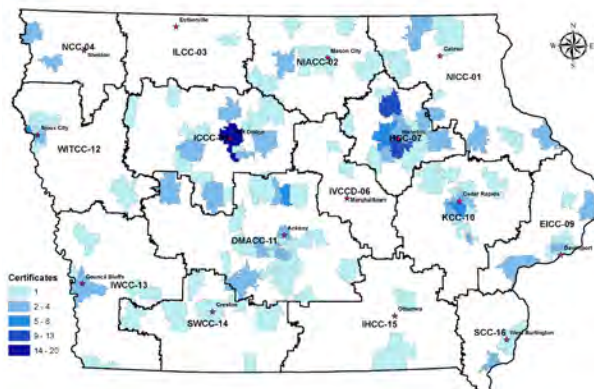 Estherville
NCC-04
Sheldon
ILCC-03
Mason City
NIACC-02
Calmar
NICC-01
N
W
E
S
Sioux City
WITCC-12
ICCC-
Dodge
HCC-07
Waterloo
IVCCD-06
Marshalltown
Cedar Rapids
KCC-10
EICC-09
Davenport
Ankeny
DMACC-11
Council Bluffs
IWCC-13
Creston
SWCC-14
Ottumwa
IHCC-15
SCC-16
West Burlington
Certificates
1
2 - 4
5 - 8
9 - 13
14 - 20